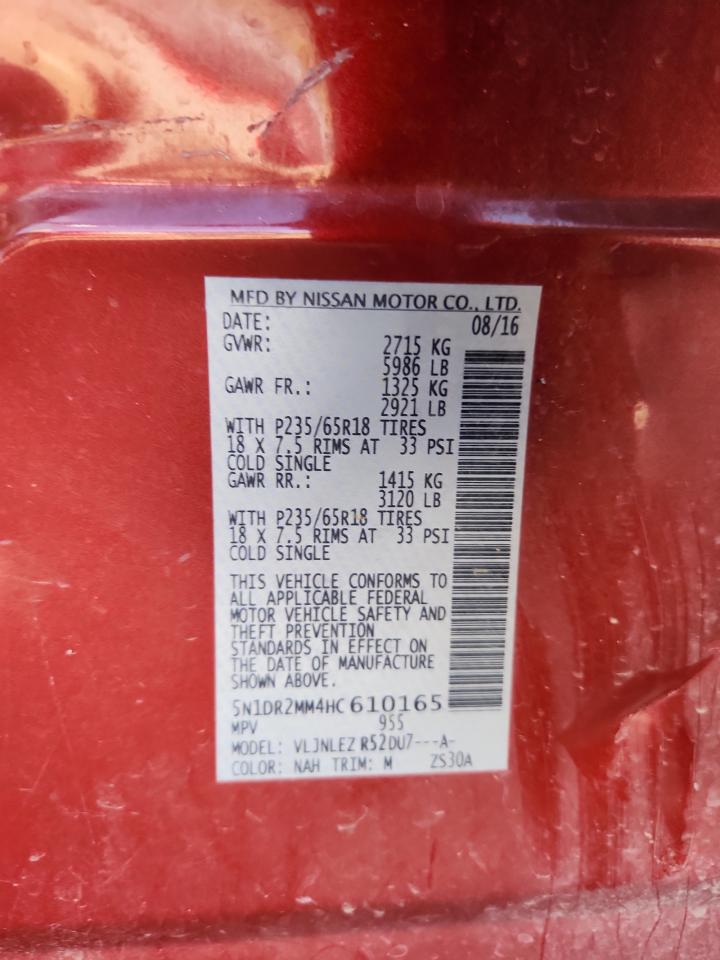 MFD BY NISSAN MOTOR CO., LTD.
DATE: 08/16
GVWR: 2715 KG
5986 LB
GAWR FR.: 1325 KG
2921 LB
WITH P235/65R18 TIRES
18 X 7.5 RIMS AT 33 PSI
COLD SINGLE
GAWR RR.: 1415 KG
3120 LB
WITH P235/65R18 TIRES
18 X 7.5 RIMS AT 33 PSI
COLD SINGLE
THIS VEHICLE CONFORMS TO
ALL APPLICABLE FEDERAL
MOTOR VEHICLE SAFETY AND
THEFT PREVENTION
STANDARDS IN EFFECT ON
THE DATE OF MANUFACTURE
SHOWN ABOVE.
5N1DR2MM4HC610165
MPV 955
MODEL: VLJNLEZ R52DU7---A-
COLOR: NAH TRIM: M ZS30A